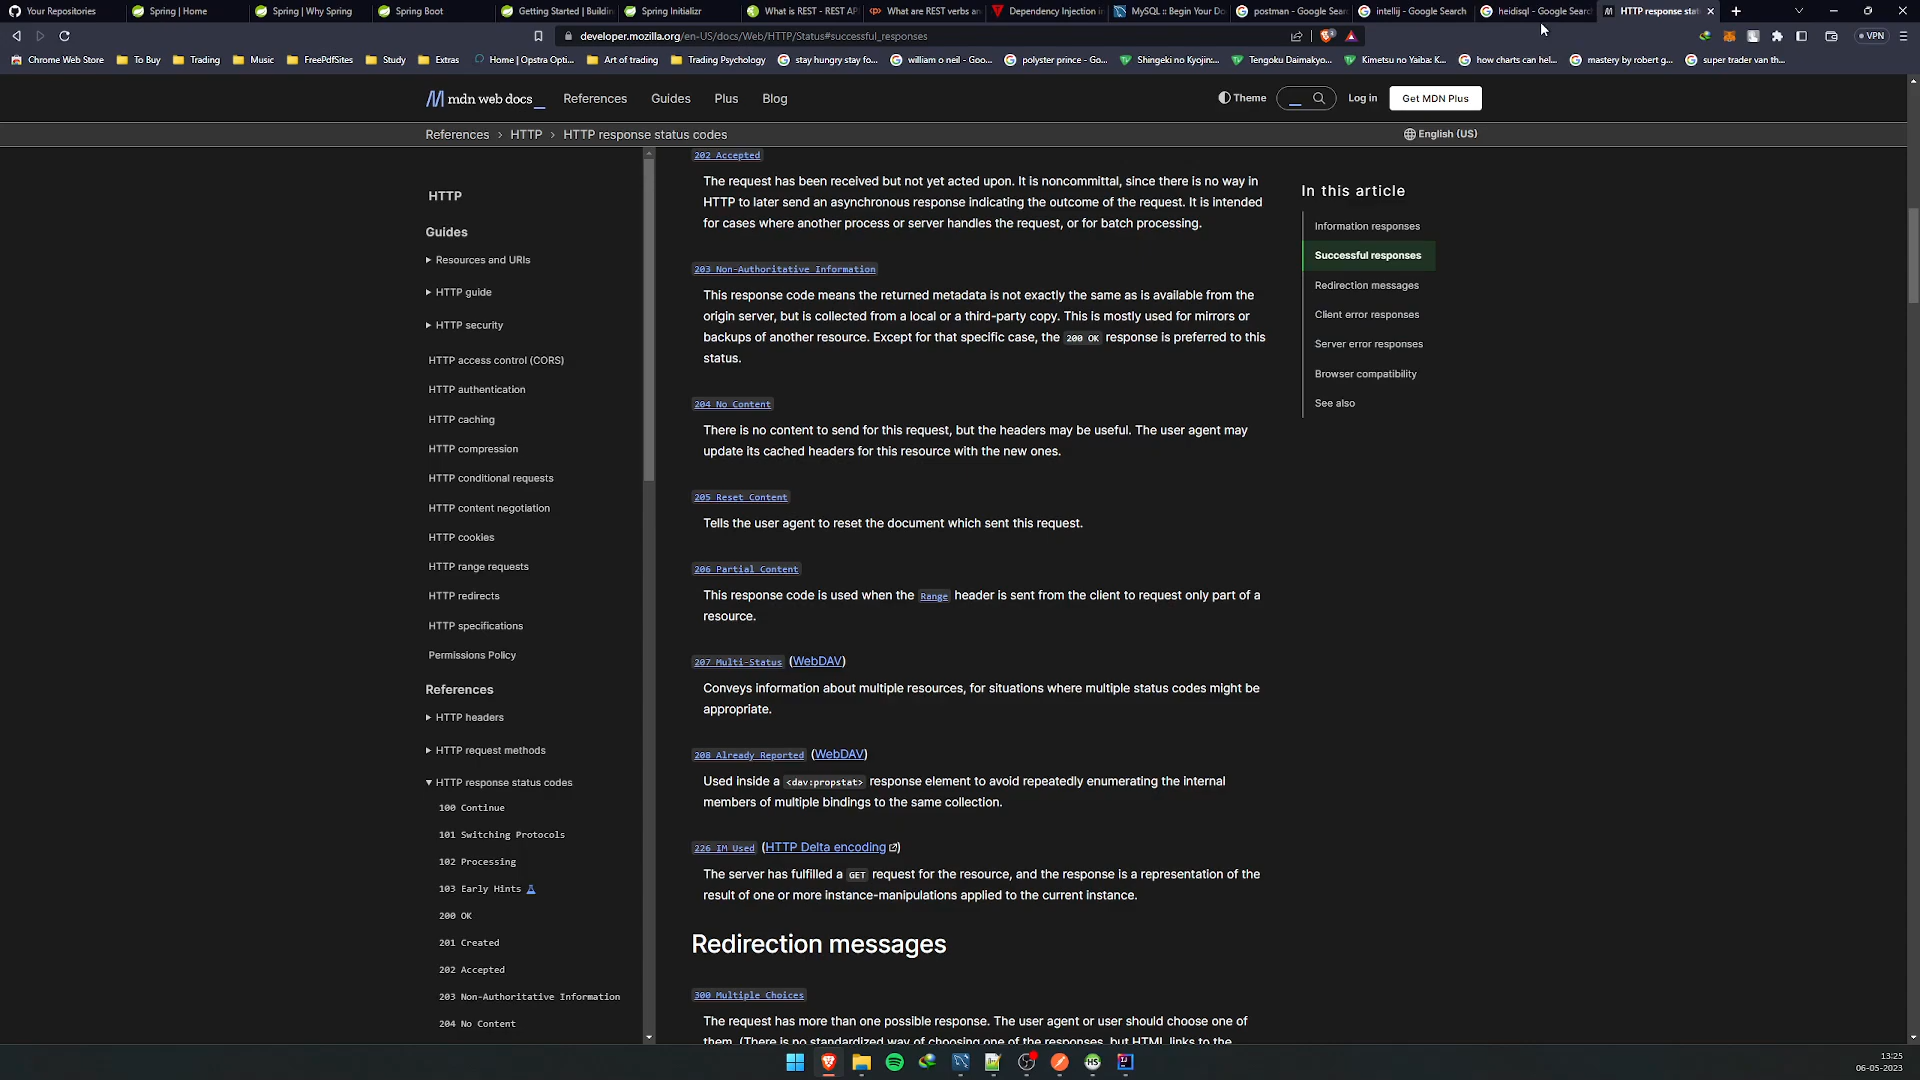 Your Repositories
Spring | Home
Spring | Why Spring
Spring Boot
Getting Started | Buildin
Spring Initializr
What is REST - REST AP
What are REST verbs an
Dependency Injection i
MySQL :: Begin Your Do
postman - Google Sear
intellij - Google Search
heidisql - Google Searc
HTTP response stat
developer.mozilla.org/en-US/docs/Web/HTTP/Status#successful_responses
VPN
Chrome Web Store
To Buy
Trading
Music
FreePdfSites
Study
Extras
Home | Opstra Opti...
Art of trading
Trading Psychology
stay hungry stay fo...
william o neil - Goo...
polyster prince - Go...
Shingeki no Kyojin:...
Tengoku Daimakyo...
Kimetsu no Yaiba: K...
how charts can hel...
mastery by robert g...
super trader van th...
mdn web docs_
References
Guides
Plus
Blog
Theme
Log in
Get MDN Plus
References > HTTP > HTTP response status codes
English (US)
HTTP
Guides
Resources and URIs
HTTP guide
HTTP security
HTTP access control (CORS)
HTTP authentication
HTTP caching
HTTP compression
HTTP conditional requests
HTTP content negotiation
HTTP cookies
HTTP range requests
HTTP redirects
HTTP specifications
Permissions Policy
References
HTTP headers
HTTP request methods
HTTP response status codes
100 Continue
101 Switching Protocols
102 Processing
103 Early Hints
200 OK
201 Created
202 Accepted
203 Non-Authoritative Information
204 No Content
202 Accepted
The request has been received but not yet acted upon. It is noncommittal, since there is no way in
HTTP to later send an asynchronous response indicating the outcome of the request. It is intended
for cases where another process or server handles the request, or for batch processing.
203 Non-Authoritative Information
This response code means the returned metadata is not exactly the same as is available from the
origin server, but is collected from a local or a third-party copy. This is mostly used for mirrors or
backups of another resource. Except for that specific case, the 200 OK response is preferred to this
status.
204 No Content
There is no content to send for this request, but the headers may be useful. The user agent may
update its cached headers for this resource with the new ones.
205 Reset Content
Tells the user agent to reset the document which sent this request.
206 Partial Content
This response code is used when the Range header is sent from the client to request only part of a
resource.
207 Multi-Status (WebDAV)
Conveys information about multiple resources, for situations where multiple status codes might be
appropriate.
208 Already Reported (WebDAV)
Used inside a <dav:propstat> response element to avoid repeatedly enumerating the internal
members of multiple bindings to the same collection.
226 IM Used (HTTP Delta encoding)
The server has fulfilled a GET request for the resource, and the response is a representation of the
result of one or more instance-manipulations applied to the current instance.
Redirection messages
300 Multiple Choices
The request has more than one possible response. The user agent or user should choose one of
them. (There is no standardized way of choosing one of the responses, but HTML links to the
In this article
Information responses
Successful responses
Redirection messages
Client error responses
Server error responses
Browser compatibility
See also
13:25
06-05-2023